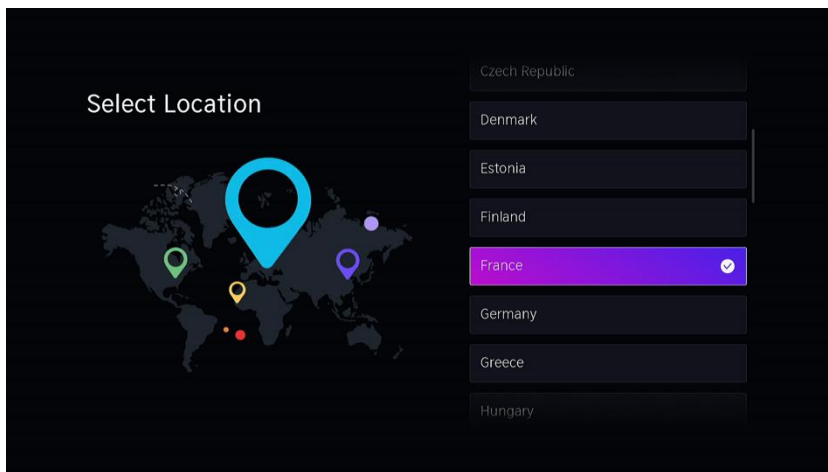 Select Location
Czech Republic
Denmark
Estonia
Finland
France
Germany
Greece
Hungary